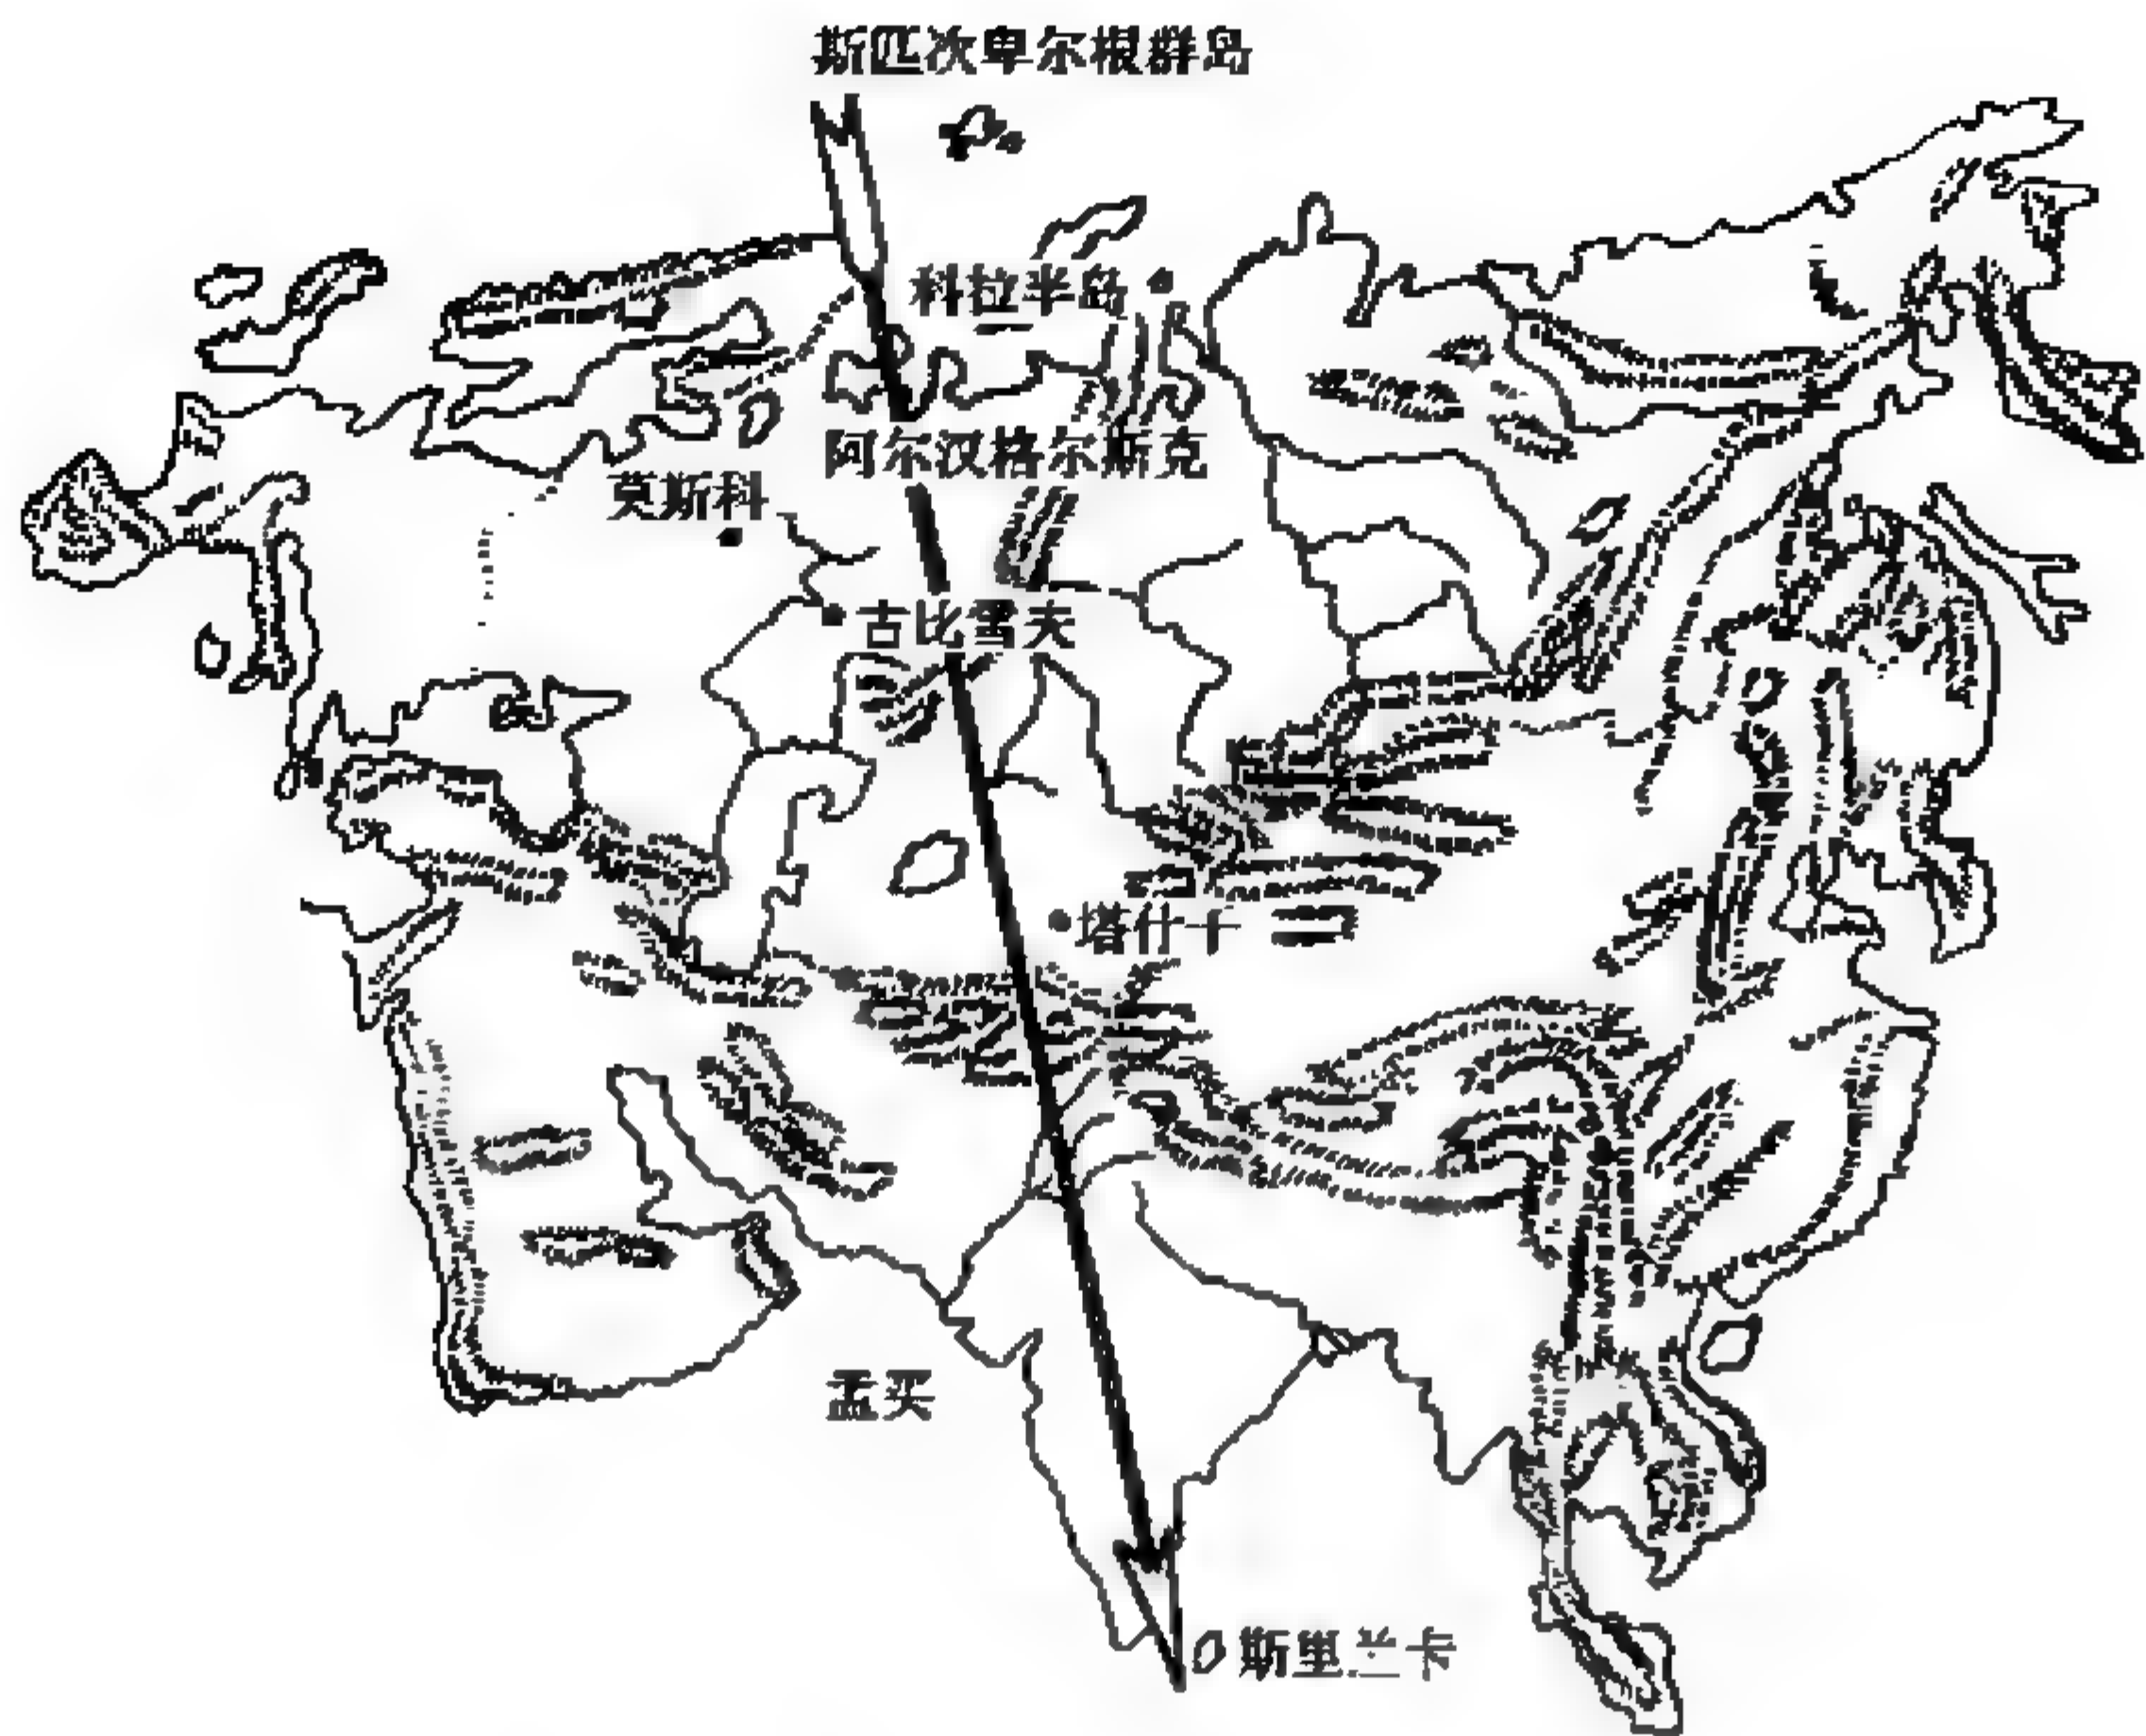 斯匹次卑尔根群岛
科拉半岛
阿尔汉格尔斯克
莫斯科
古比雪夫
塔什干
孟买
斯里兰卡